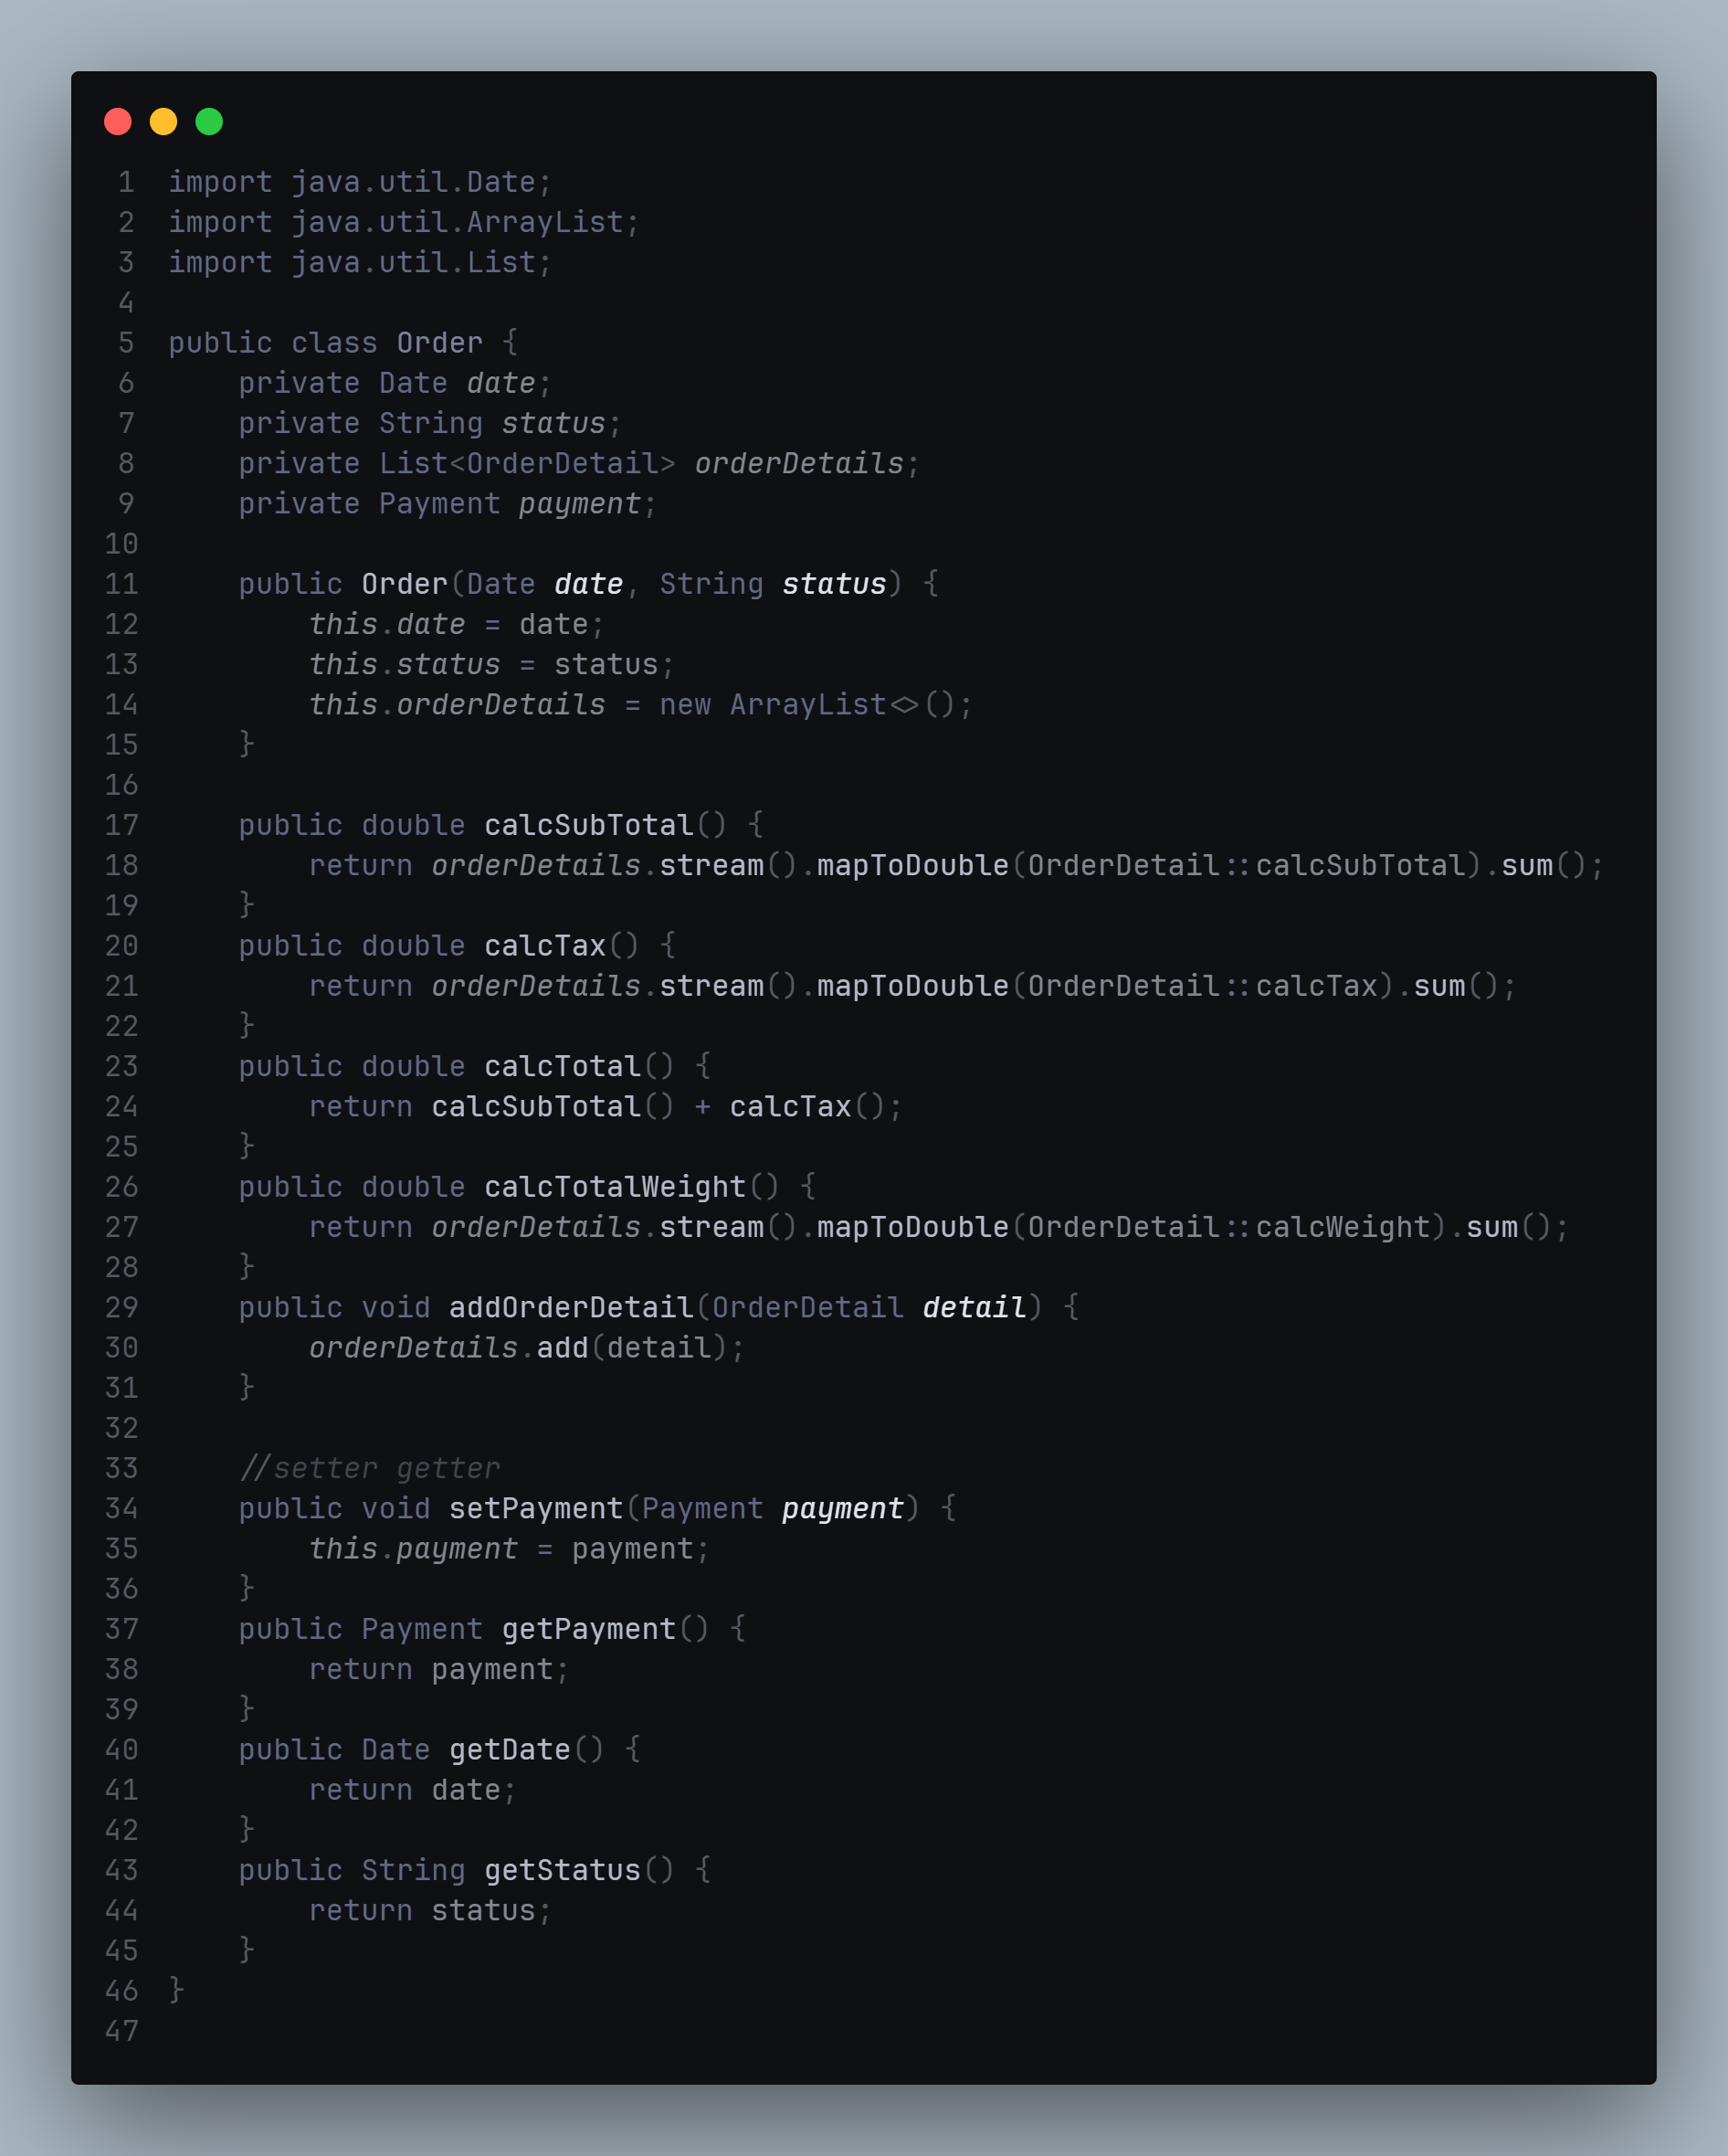 1 import java.util.Date;
2 import java.util.ArrayList;
3 import java.util.List;
4
5 public class Order {
6     private Date date;
7     private String status;
8     private List<OrderDetail> orderDetails;
9     private Payment payment;
10
11     public Order(Date date, String status) {
12         this.date = date;
13         this.status = status;
14         this.orderDetails = new ArrayList<>();
15     }
16
17     public double calcSubTotal() {
18         return orderDetails.stream().mapToDouble(OrderDetail::calcSubTotal).sum();
19     }
20     public double calcTax() {
21         return orderDetails.stream().mapToDouble(OrderDetail::calcTax).sum();
22     }
23     public double calcTotal() {
24         return calcSubTotal() + calcTax();
25     }
26     public double calcTotalWeight() {
27         return orderDetails.stream().mapToDouble(OrderDetail::calcWeight).sum();
28     }
29     public void addOrderDetail(OrderDetail detail) {
30         orderDetails.add(detail);
31     }
32
33     //setter getter
34     public void setPayment(Payment payment) {
35         this.payment = payment;
36     }
37     public Payment getPayment() {
38         return payment;
39     }
40     public Date getDate() {
41         return date;
42     }
43     public String getStatus() {
44         return status;
45     }
46 }
47